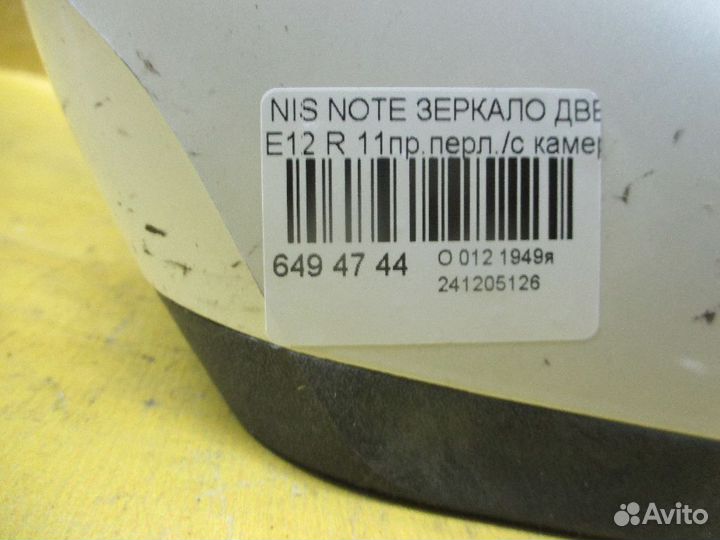 NIS NOTE ЗЕРКАЛО ДВЕ
E12 R 11пр.перл./с камер
649 47 44
O 012 1949я
241205126
Avito